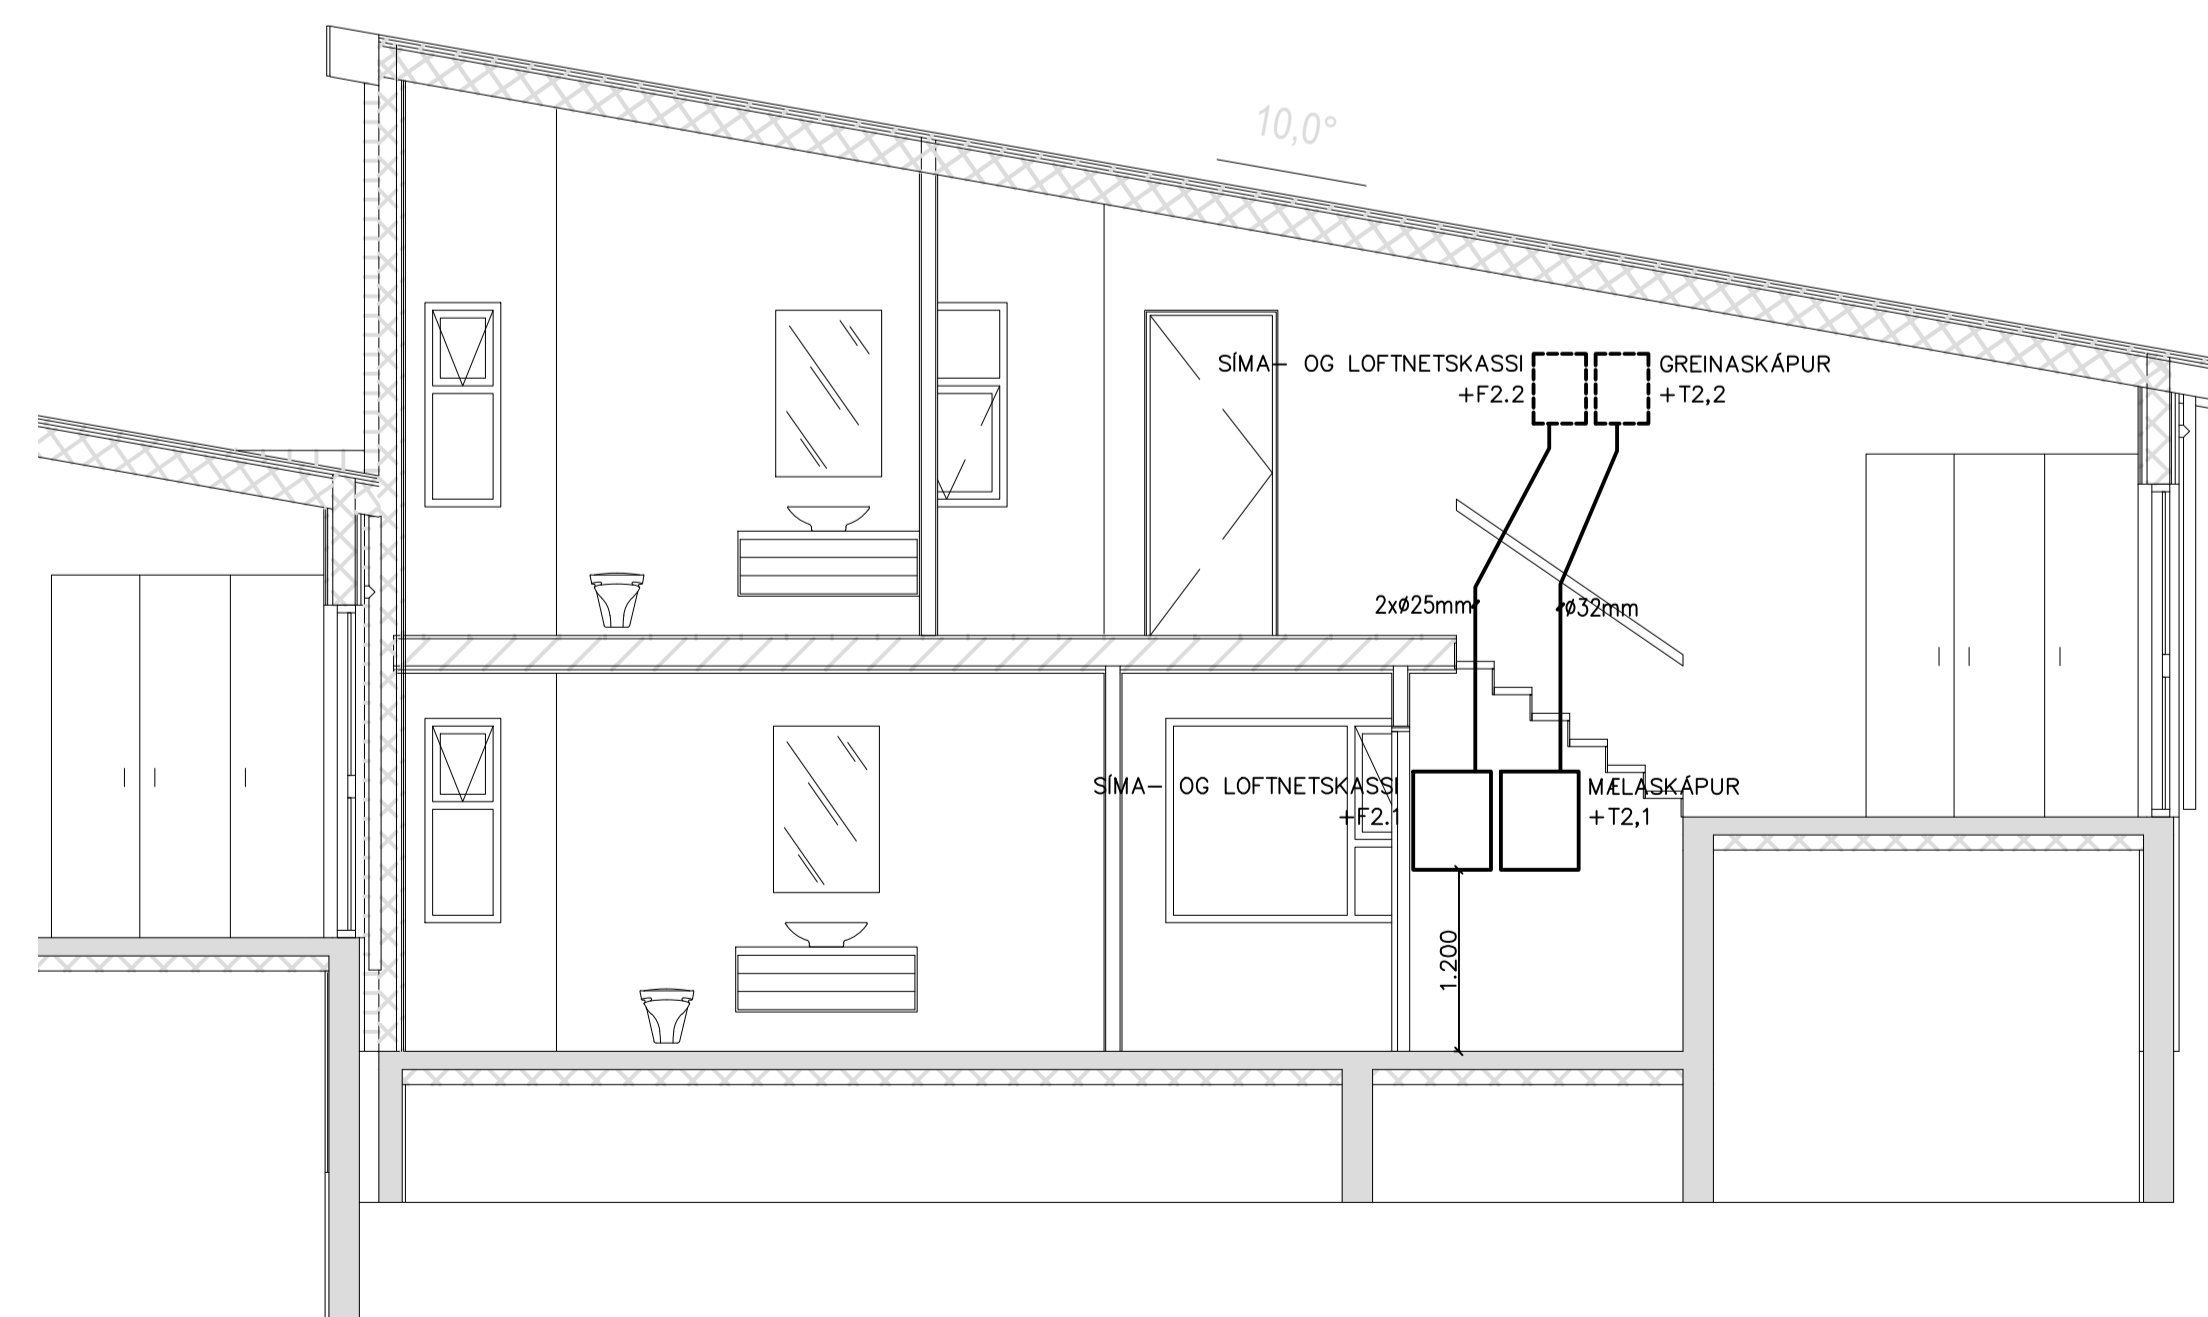 10,0°
SÍMA- OG LOFTNETSKASSI
+F2.2
GREINASKÁPUR
+T2,2
2xø25mm
ø32mm
SÍMA- OG LOFTNETSKASSI
+F2.1
MÆLASKÁPUR
+T2,1
1.200